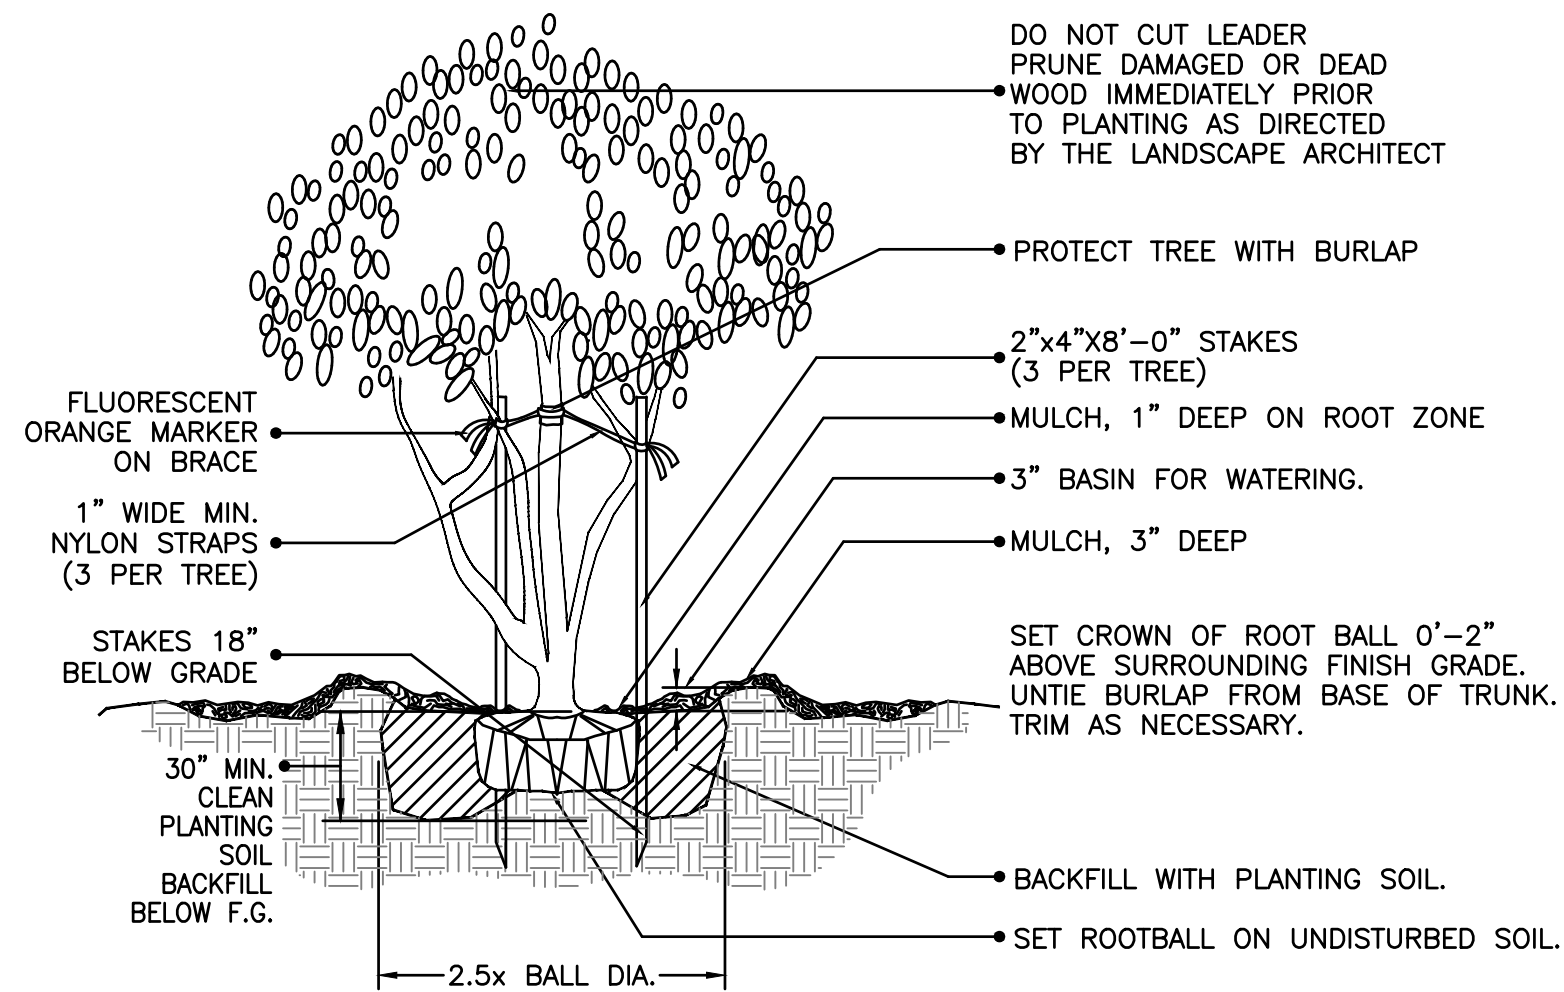 DO NOT CUT LEADER
PRUNE DAMAGED OR DEAD
WOOD IMMEDIATELY PRIOR
TO PLANTING AS DIRECTED
BY THE LANDSCAPE ARCHITECT
PROTECT TREE WITH BURLAP
2"x4"X8'-0" STAKES
(3 PER TREE)
MULCH, 1" DEEP ON ROOT ZONE
3" BASIN FOR WATERING.
MULCH, 3" DEEP
SET CROWN OF ROOT BALL 0'-2"
ABOVE SURROUNDING FINISH GRADE.
UNTIE BURLAP FROM BASE OF TRUNK.
TRIM AS NECESSARY.
BACKFILL WITH PLANTING SOIL.
SET ROOTBALL ON UNDISTURBED SOIL.
FLUORESCENT
ORANGE MARKER
ON BRACE
1" WIDE MIN.
NYLON STRAPS
(3 PER TREE)
STAKES 18"
BELOW GRADE
30" MIN.
CLEAN
PLANTING
SOIL
BACKFILL
BELOW F.G.
2.5x BALL DIA.